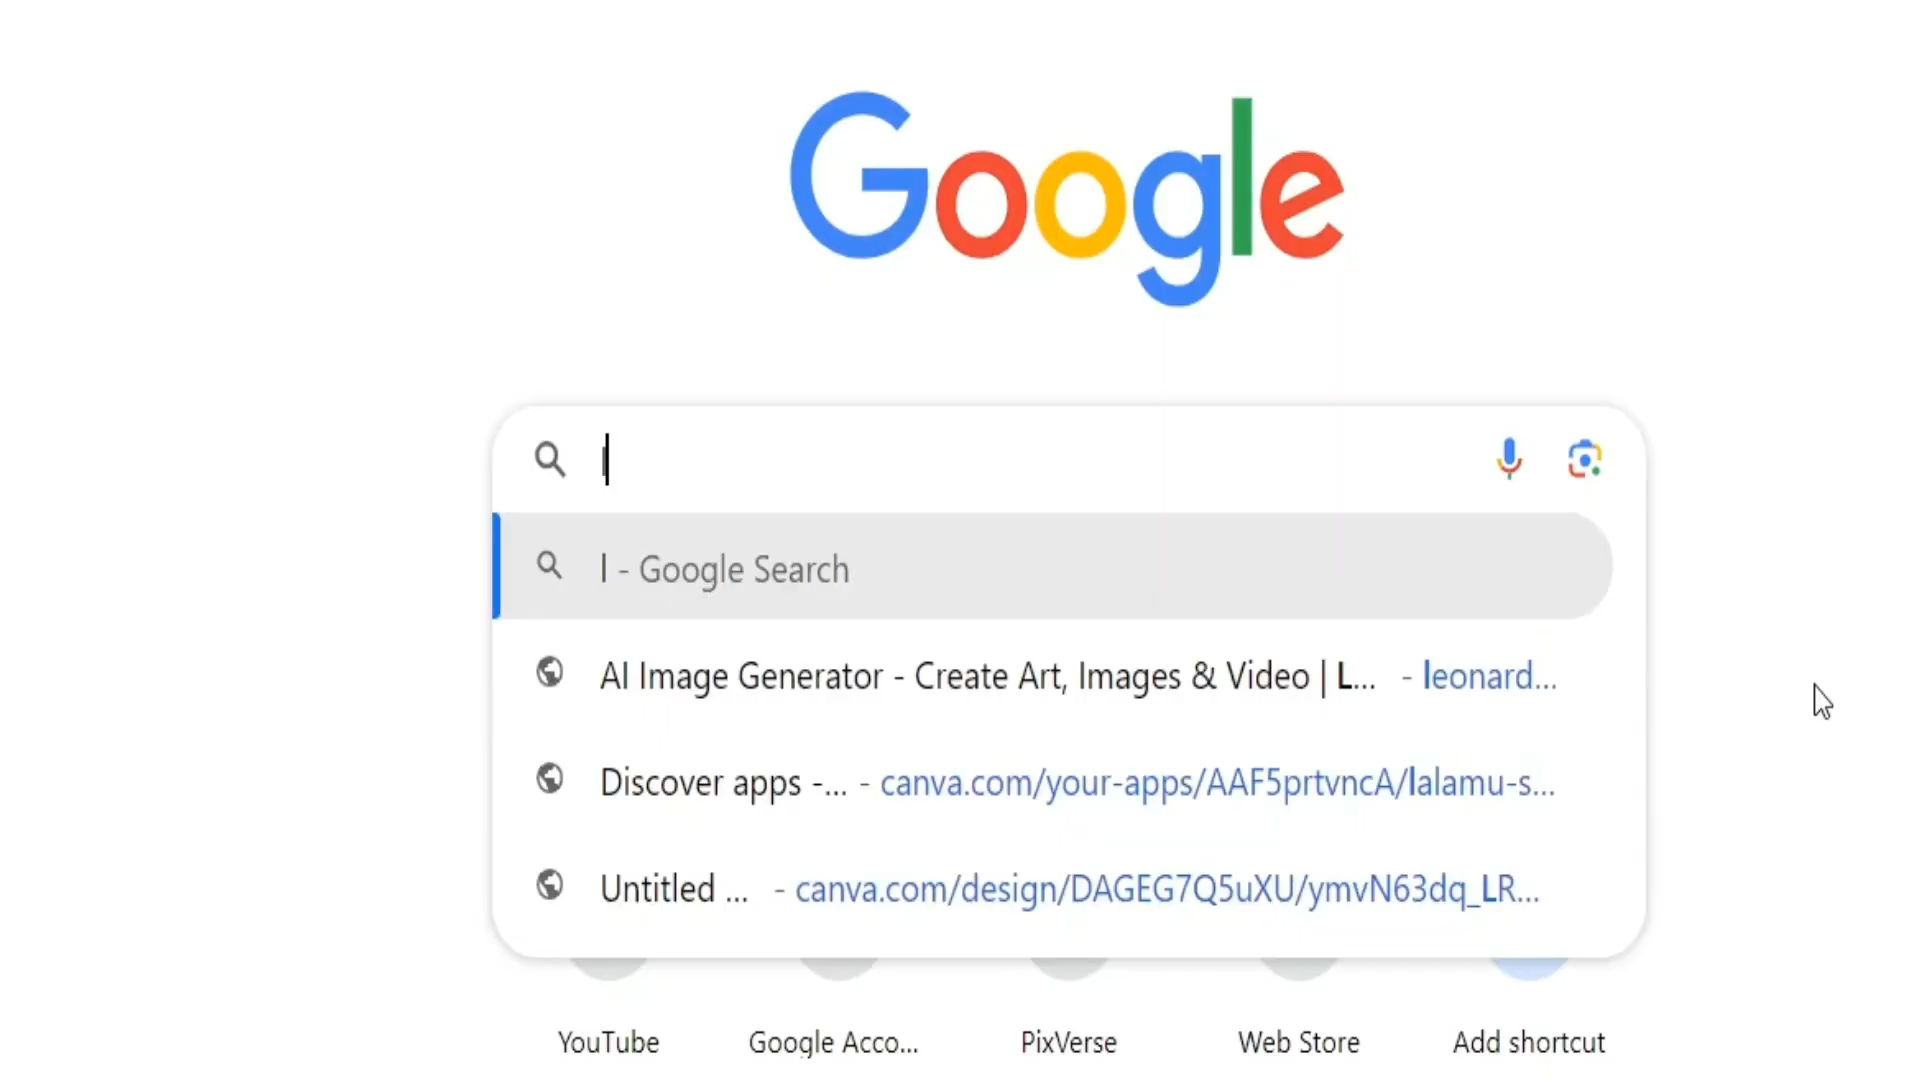 Google
l
l - Google Search
AI Image Generator - Create Art, Images & Video | L... - leonard...
Discover apps -... - canva.com/your-apps/AAF5prtvncA/lalamu-s...
Untitled ... - canva.com/design/DAGEG7Q5uXU/ymvN63dq_LR...
YouTube Google Acco... PixVerse Web Store Add shortcut